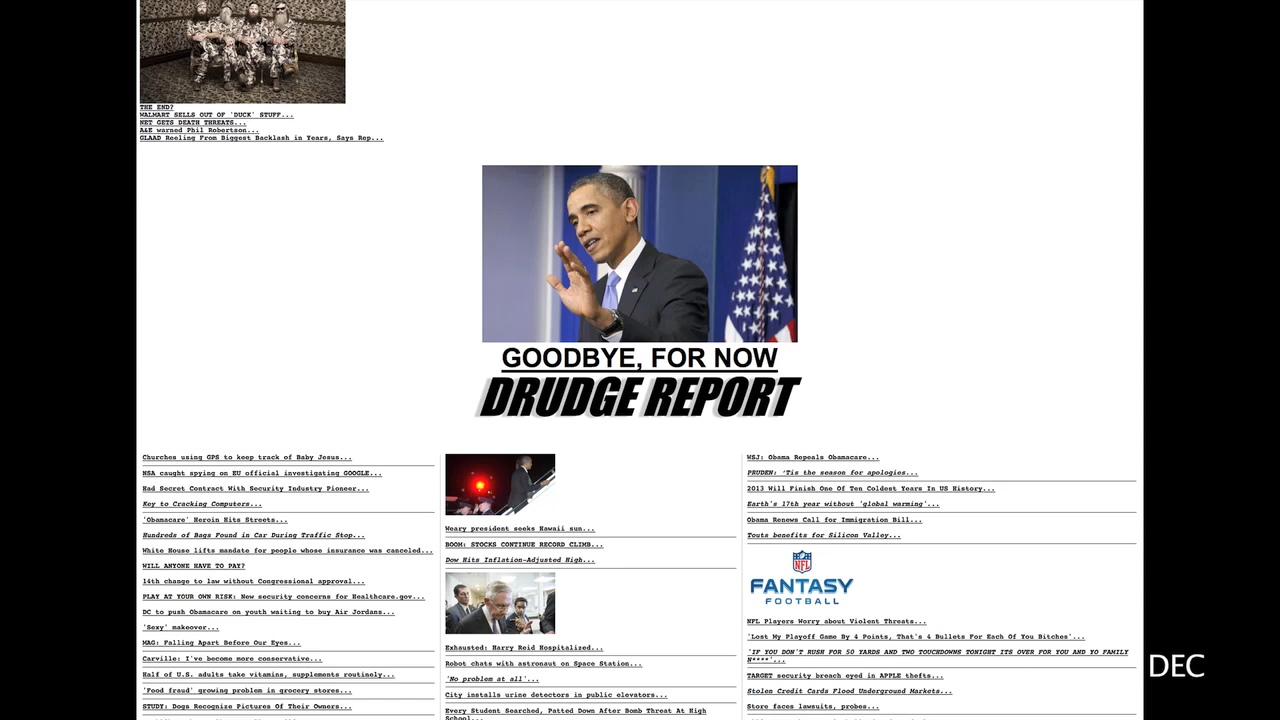 THE END?
WALMART SELLS OUT OF 'DUCK' STUFF...
NET GETS DEATH THREATS...
A&E warned Phil Robertson...
GLAAD Reeling From Biggest Backlash in Years, Says Rep...
GOODBYE, FOR NOW
DRUDGE REPORT
Churches using GPS to keep track of Baby Jesus...
NSA caught spying on EU official investigating GOOGLE...
Had Secret Contract With Security Industry Pioneer...
Key to Cracking Computers...
'Obamacare' Heroin Hits Streets...
Hundreds of Bags Found in Car During Traffic Stop...
White House lifts mandate for people whose insurance was canceled...
WILL ANYONE HAVE TO PAY?
14th change to law without Congressional approval...
PLAY AT YOUR OWN RISK: New security concerns for Healthcare.gov...
DC to push Obamacare on youth waiting to buy Air Jordans...
'Sexy' makeover...
MAG: Falling Apart Before Our Eyes...
Carville: I've become more conservative...
Half of U.S. adults take vitamins, supplements routinely...
'Food fraud' growing problem in grocery stores...
STUDY: Dogs Recognize Pictures Of Their Owners...
Weary president seeks Hawaii sun...
BOOM: STOCKS CONTINUE RECORD CLIMB...
Dow Hits Inflation-Adjusted High...
Exhausted: Harry Reid Hospitalized...
Robot chats with astronaut on Space Station...
'No problem at all'...
City installs urine detectors in public elevators...
Every Student Searched, Patted Down After Bomb Threat At High
School...
WSJ: Obama Repeals Obamacare...
PRUDEN: 'Tis the season for apologies...
2013 Will Finish One Of Ten Coldest Years In US History...
Earth's 17th year without 'global warming'...
Obama Renews Call for Immigration Bill...
Touts benefits for Silicon Valley...
NFL
FANTASY
FOOTBALL
NFL Players Worry about Violent Threats...
'Lost My Playoff Game By 4 Points, That's 4 Bullets For Each Of You Bitches'...
'IF YOU DON'T RUSH FOR 50 YARDS AND TWO TOUCHDOWNS TONIGHT ITS OVER FOR YOU AND YO FAMILY
N****'...
TARGET security breach eyed in APPLE thefts...
Stolen Credit Cards Flood Underground Markets...
Store faces lawsuits, probes...
DEC